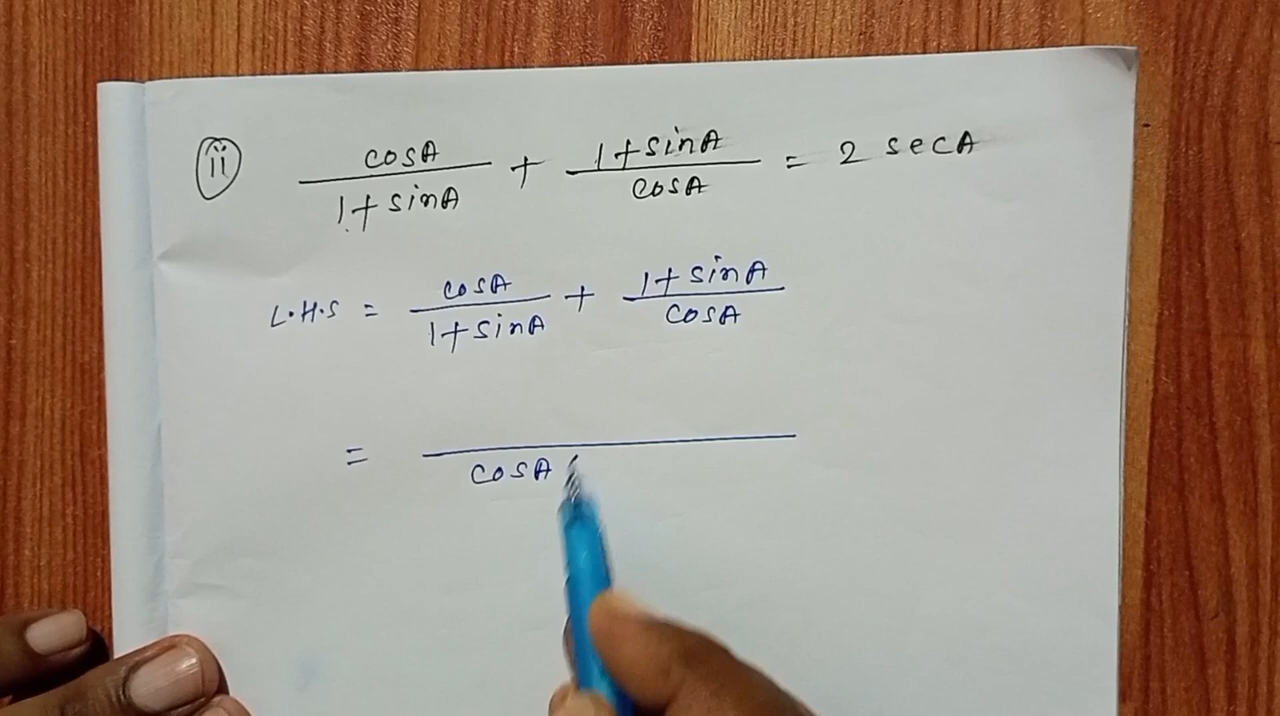 ii cosA / 1+sinA + 1+sinA / cosA = 2 secA
L.H.S = cosA / 1+sinA + 1+sinA / cosA
= / cosA